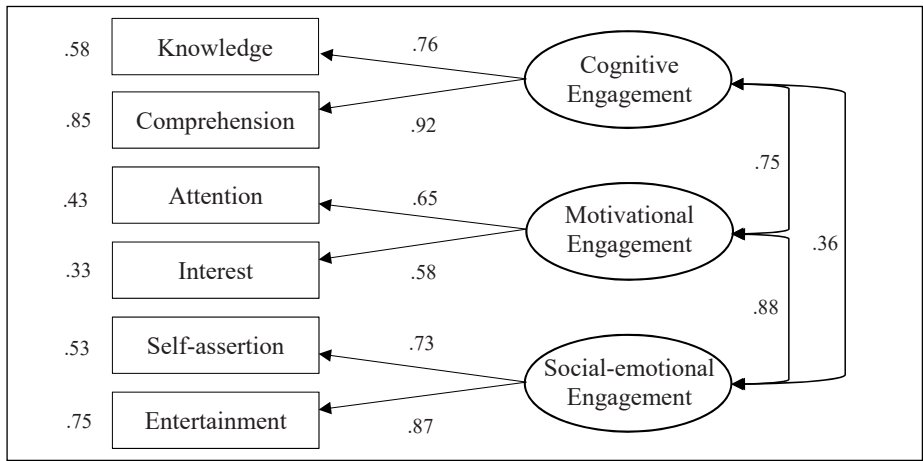 .58 Knowledge .76
Cognitive
Engagement
.85 Comprehension .92
.75
.43 Attention .65
Motivational
Engagement
.36
.33 Interest .58
.88
.53 Self-assertion .73
Social-emotional
Engagement
.75 Entertainment .87